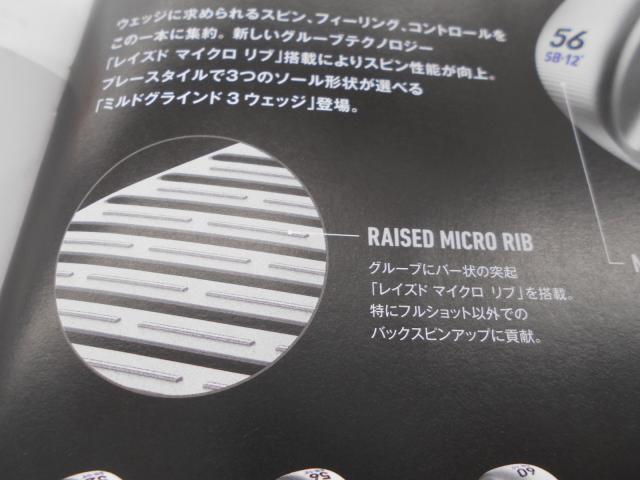 ウェッジに求められるスピン、フィーリング、コントロールを
この一本に集約。新しいグルーブテクノロジー
「レイズド マイクロ リブ」搭載によりスピン性能が向上。
プレースタイルで3つのソール形状が選べる
「ミルドグラインド3ウェッジ」登場。
56
SB-12°
RAISED MICRO RIB
グルーブにバー状の突起
「レイズド マイクロ リブ」を搭載。
特にフルショット以外での
バックスピンアップに貢献。
56
60